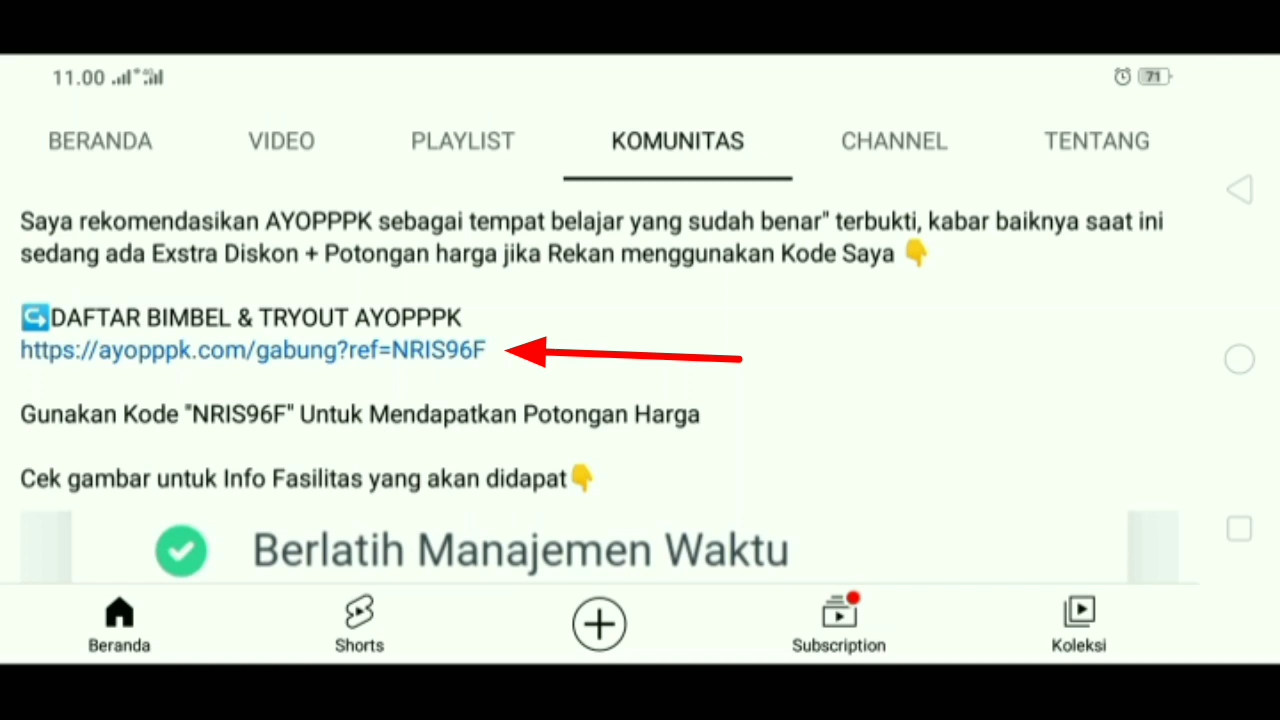 11.00
71
BERANDA VIDEO PLAYLIST KOMUNITAS CHANNEL TENTANG
Saya rekomendasikan AYOPPPK sebagai tempat belajar yang sudah benar" terbukti, kabar baiknya saat ini
sedang ada Exstra Diskon + Potongan harga jika Rekan menggunakan Kode Saya 👇
↪️DAFTAR BIMBEL & TRYOUT AYOPPPK
https://ayopppk.com/gabung?ref=NRIS96F
Gunakan Kode "NRIS96F" Untuk Mendapatkan Potongan Harga
Cek gambar untuk Info Fasilitas yang akan didapat👇
Berlatih Manajemen Waktu
Beranda Shorts Subscription Koleksi